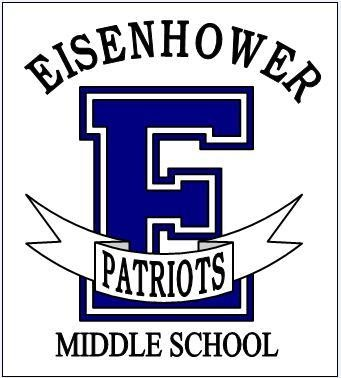 EISENHOWER
E
PATRIOTS
MIDDLE SCHOOL